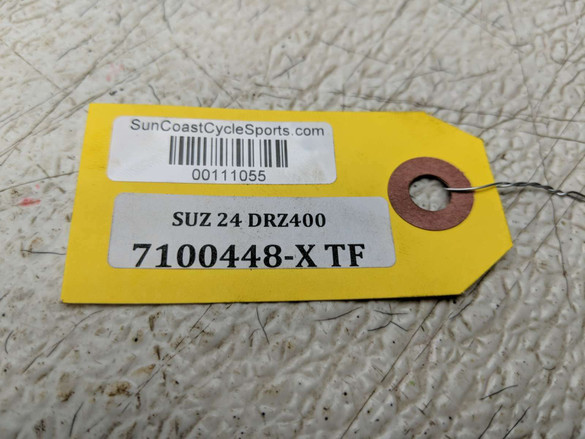 SunCoastCycleSports.com
00111055
SUZ 24 DRZ400
7100448-X TF